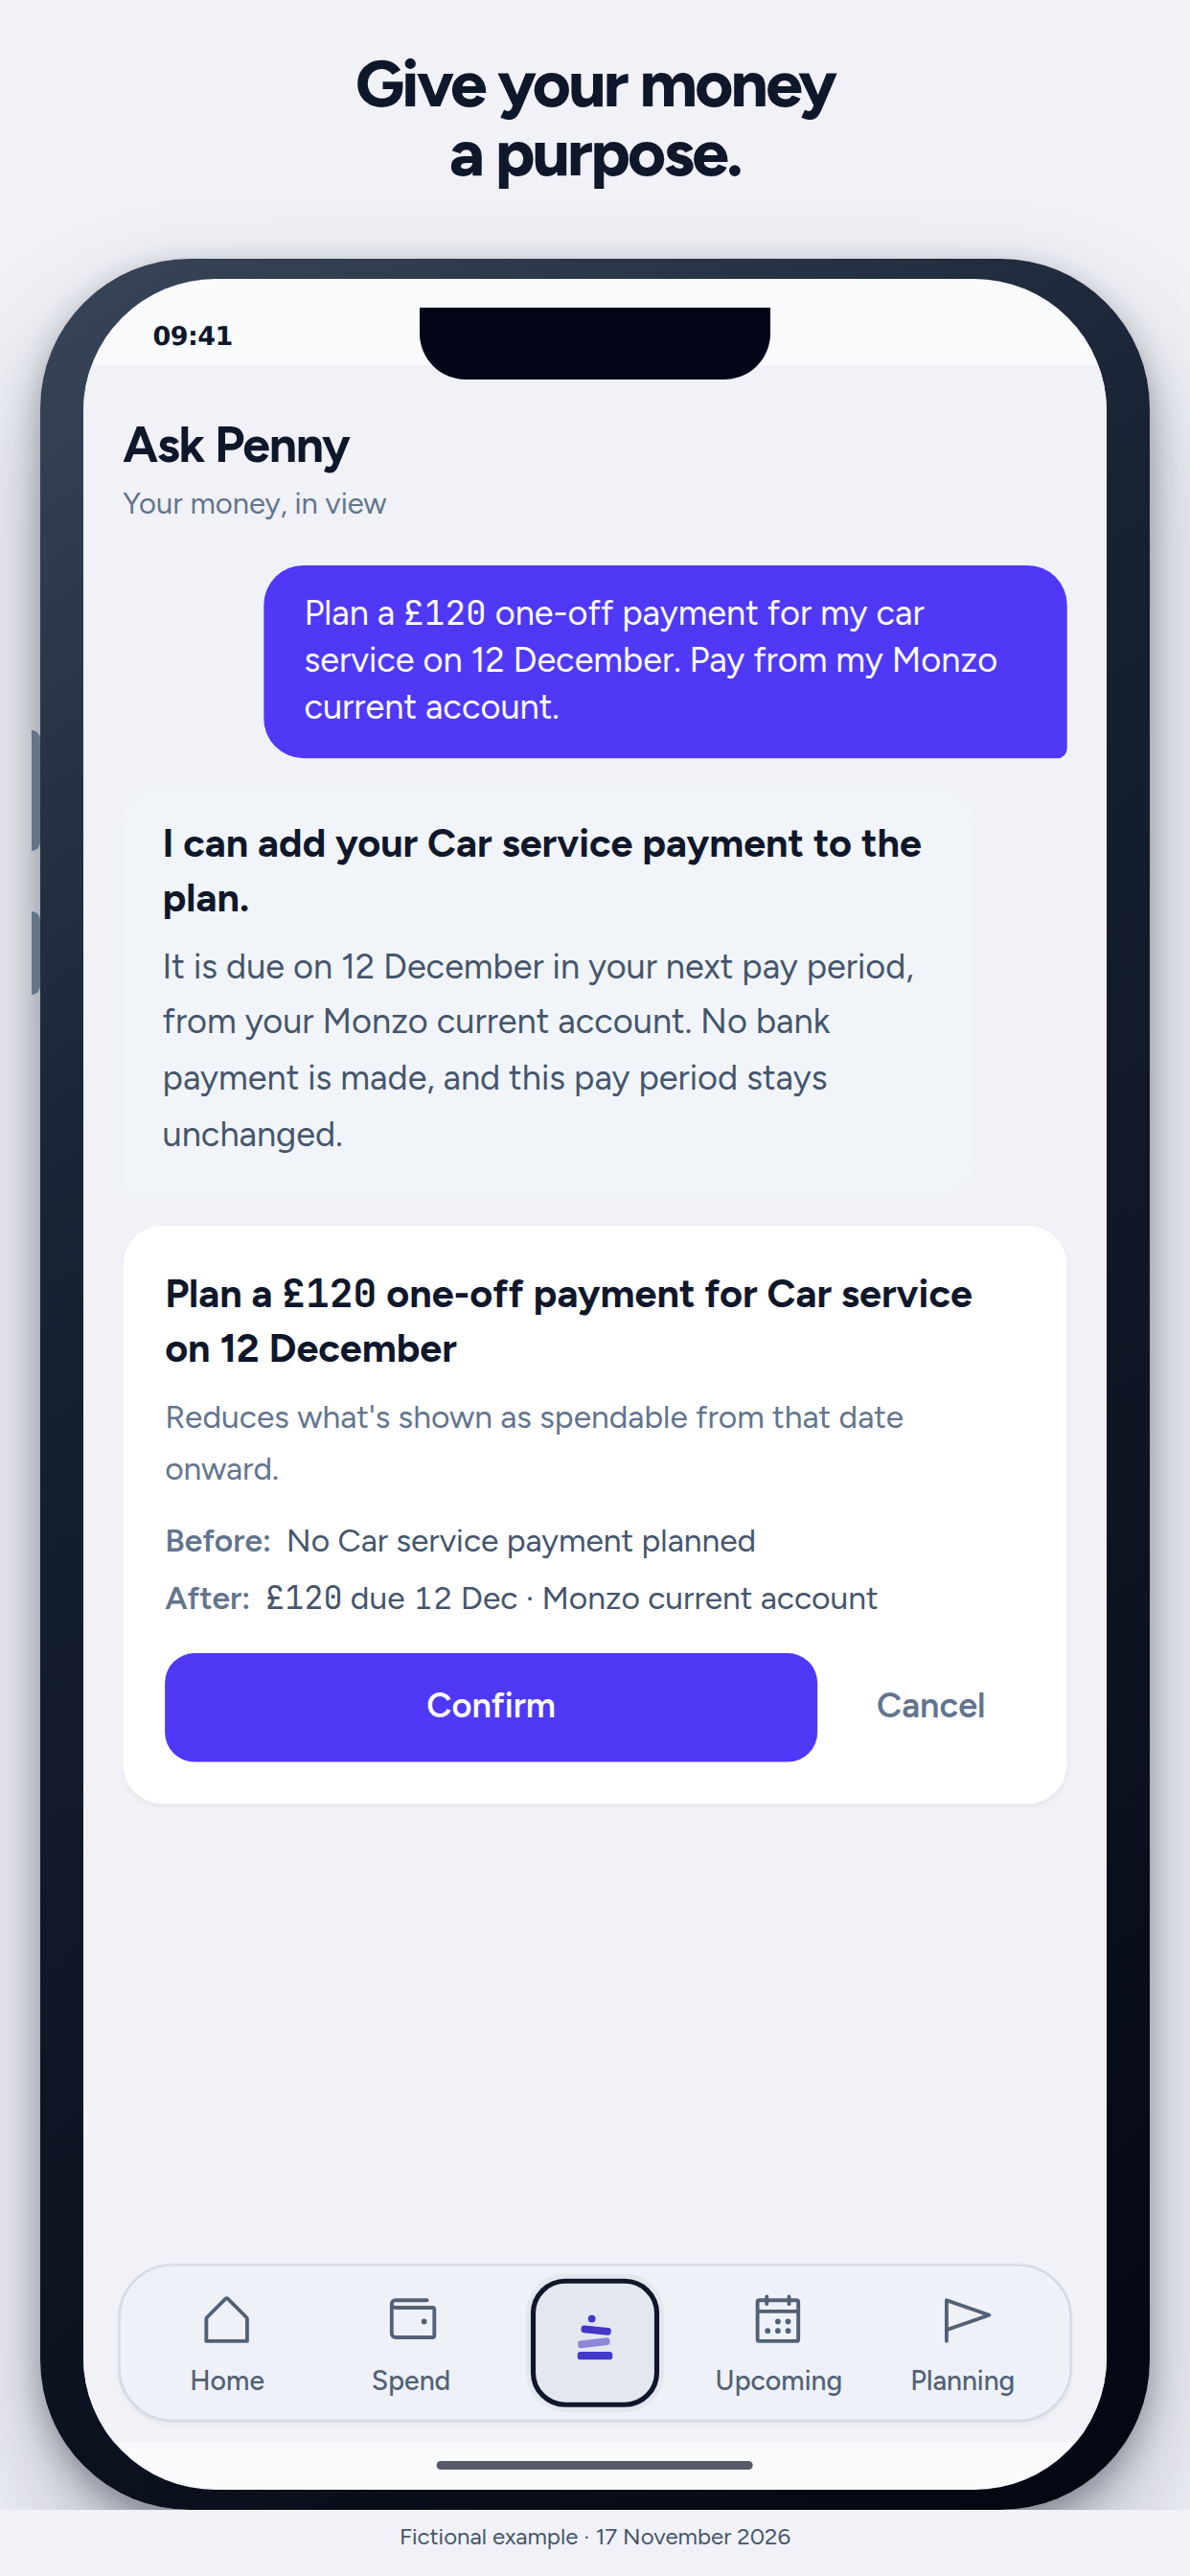 Give your money
a purpose.
09:41
Ask Penny
Your money, in view
Plan a £120 one-off payment for my car
service on 12 December. Pay from my Monzo
current account.
I can add your Car service payment to the
plan.
It is due on 12 December in your next pay period,
from your Monzo current account. No bank
payment is made, and this pay period stays
unchanged.
Plan a £120 one-off payment for Car service
on 12 December
Reduces what's shown as spendable from that date
onward.
Before: No Car service payment planned
After: £120 due 12 Dec · Monzo current account
Confirm Cancel
Home Spend Upcoming Planning
Fictional example · 17 November 2026